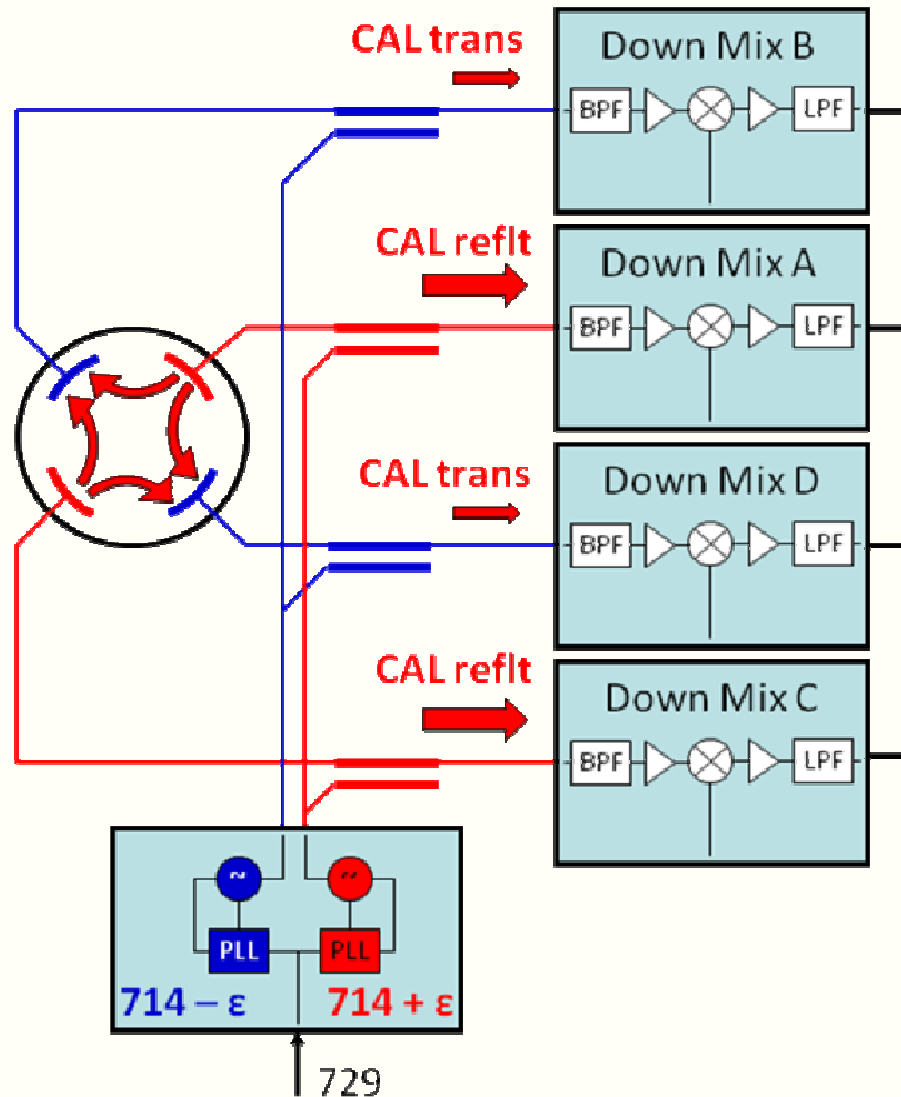 CAL trans
Down Mix B
BPF
LPF
CAL reflt
Down Mix A
BPF
LPF
CAL trans
Down Mix D
BPF
LPF
CAL reflt
Down Mix C
BPF
LPF
~
~
PLL
PLL
714 – ε
714 + ε
729